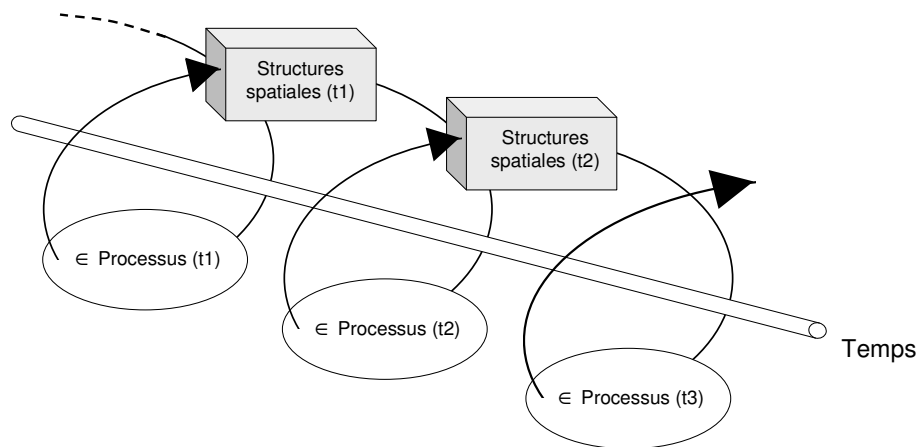 Structures
spatiales (t1)
Structures
spatiales (t2)
∈ Processus (t1)
∈ Processus (t2)
Temps
∈ Processus (t3)